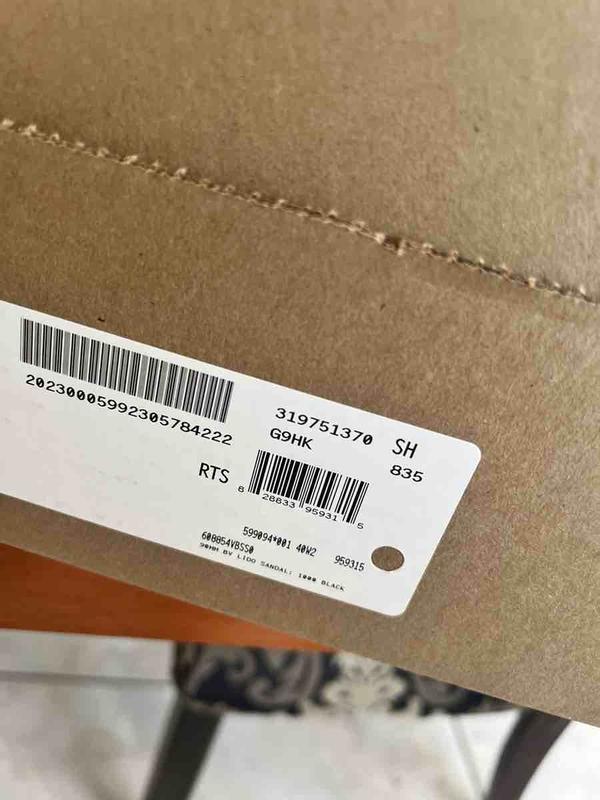 20230005992305784222
319751370 SH
G9HK 835
RTS
8 28833 95931 5
599094*001 40W2 959315
608854VBSS0
90MM BV LIDO SANDAL: 1000 BLACK